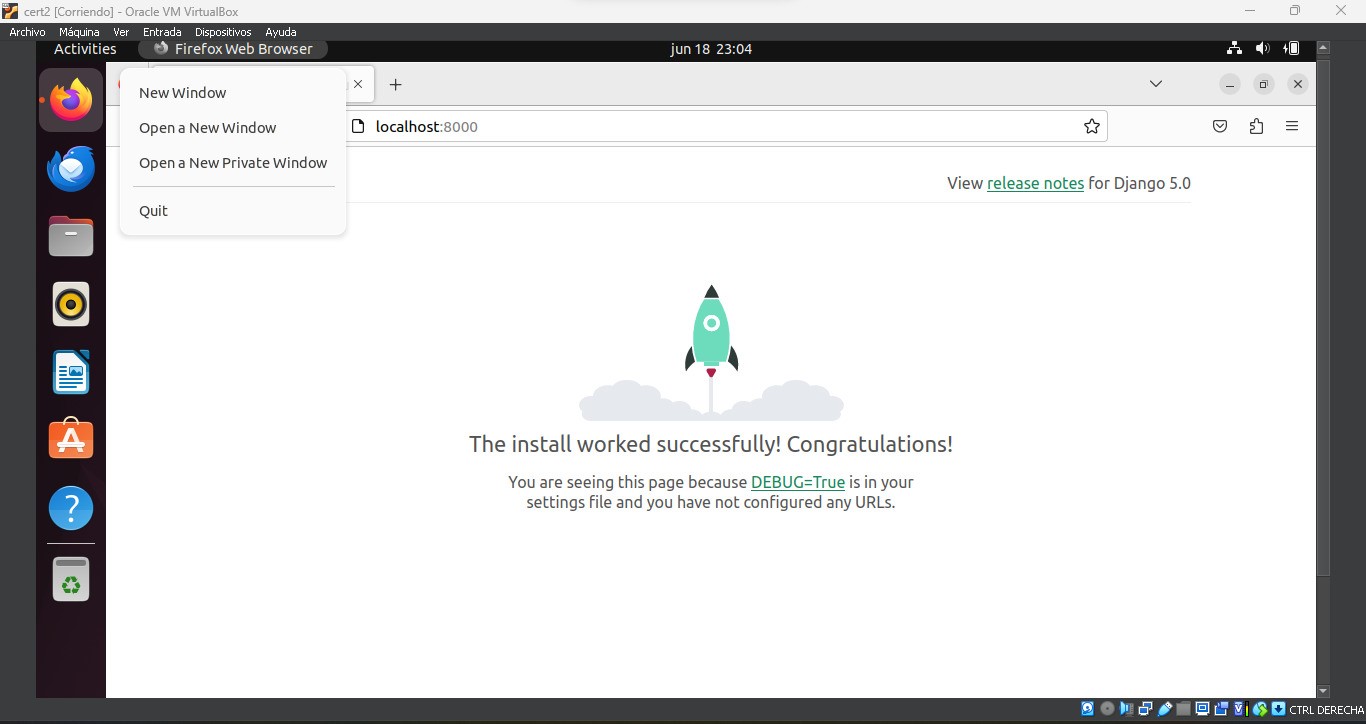 cert2 [Corriendo] - Oracle VM VirtualBox
Archivo Máquina Ver Entrada Dispositivos Ayuda
Activities Firefox Web Browser jun 18 23:04
New Window
Open a New Window
Open a New Private Window
Quit
localhost:8000
View release notes for Django 5.0
The install worked successfully! Congratulations!
You are seeing this page because DEBUG=True is in your
settings file and you have not configured any URLs.
CTRL DERECHA